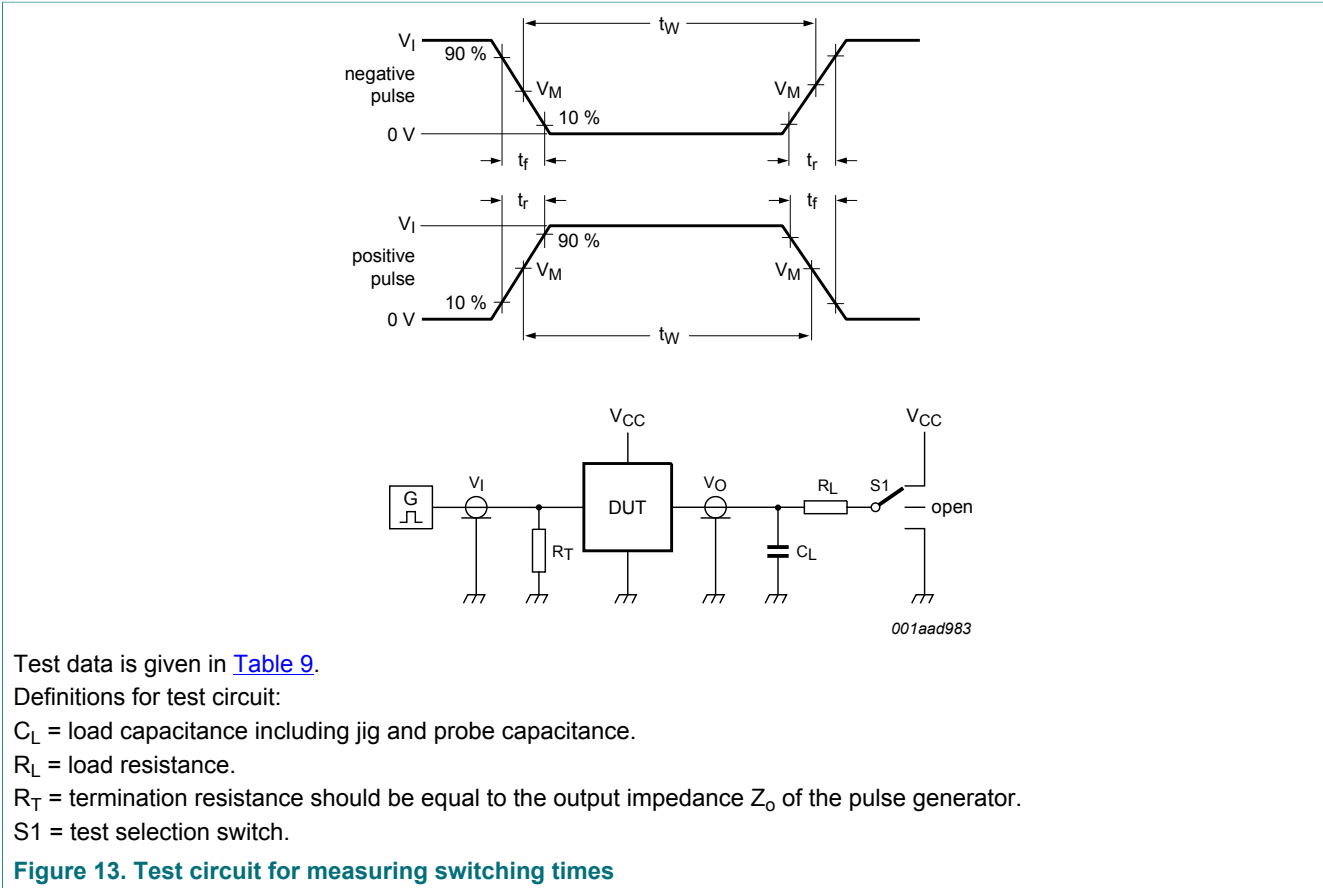 tW
VI
90 %
negative
pulse
VM
VM
10 %
0 V
tf
tr
tr
tf
VI
90 %
positive
pulse
VM
VM
10 %
0 V
tW
VCC
VCC
VI
VO
RL
S1
G
DUT
open
RT
CL
001aad983
Test data is given in Table 9.
Definitions for test circuit:
CL = load capacitance including jig and probe capacitance.
RL = load resistance.
RT = termination resistance should be equal to the output impedance Zo of the pulse generator.
S1 = test selection switch.
Figure 13. Test circuit for measuring switching times